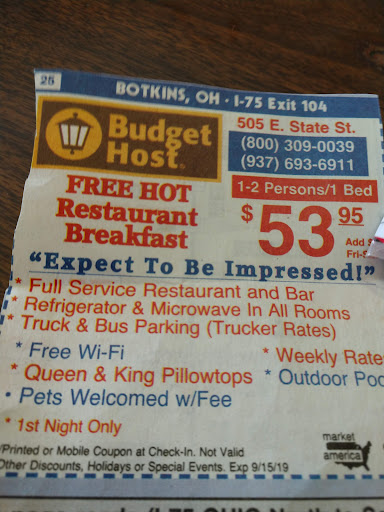 25
BOTKINS, OH · I-75 Exit 104
Budget
Host
505 E. State St.
(800) 309-0039
(937) 693-6911
FREE HOT
Restaurant
Breakfast
1-2 Persons/1 Bed
$53.95
Add
Fri-
"Expect To Be Impressed!"
* Full Service Restaurant and Bar
* Refrigerator & Microwave In All Rooms
* Truck & Bus Parking (Trucker Rates)
* Free Wi-Fi
* Weekly Rate
* Queen & King Pillowtops
* Outdoor Poo
• Pets Welcomed w/Fee
* 1st Night Only
market
america
Printed or Mobile Coupon at Check-In. Not Valid
Other Discounts, Holidays or Special Events. Exp 9/15/19